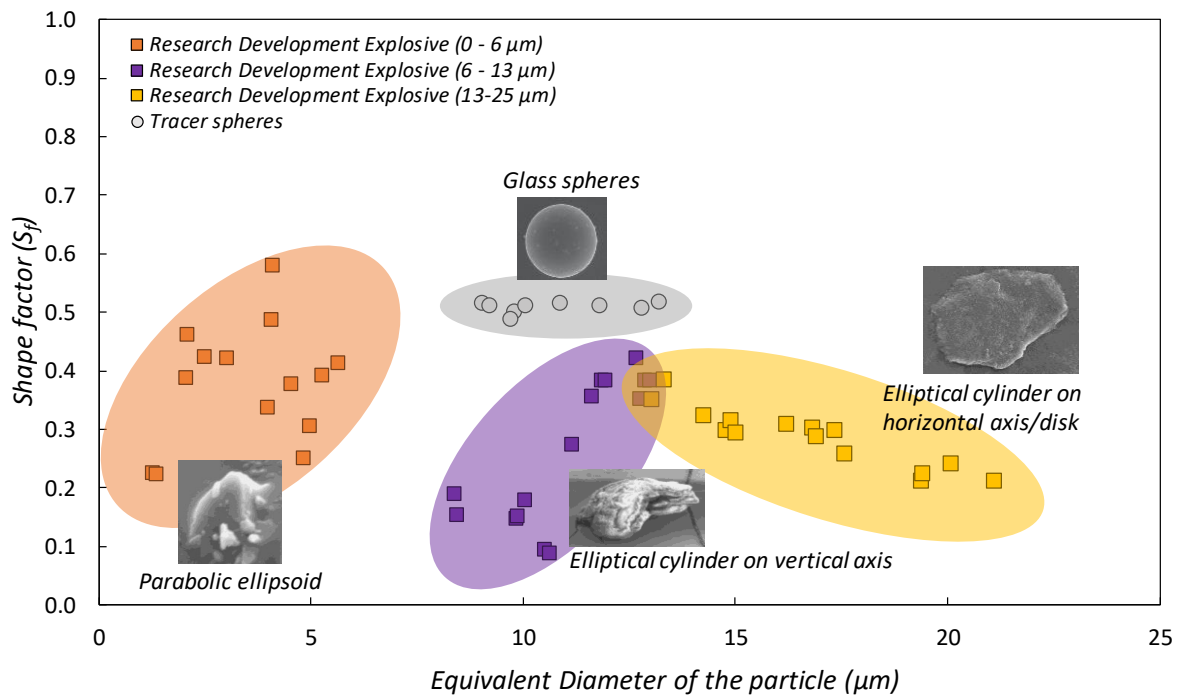 Research Development Explosive (0 - 6 µm)
Research Development Explosive (6 - 13 µm)
Research Development Explosive (13-25 µm)
Tracer spheres
Glass spheres
Elliptical cylinder on
horizontal axis/disk
Elliptical cylinder on vertical axis
Parabolic ellipsoid
Shape factor (Sf)
1.0
0.9
0.8
0.7
0.6
0.5
0.4
0.3
0.2
0.1
0.0
0
5
10
15
20
25
Equivalent Diameter of the particle (µm)